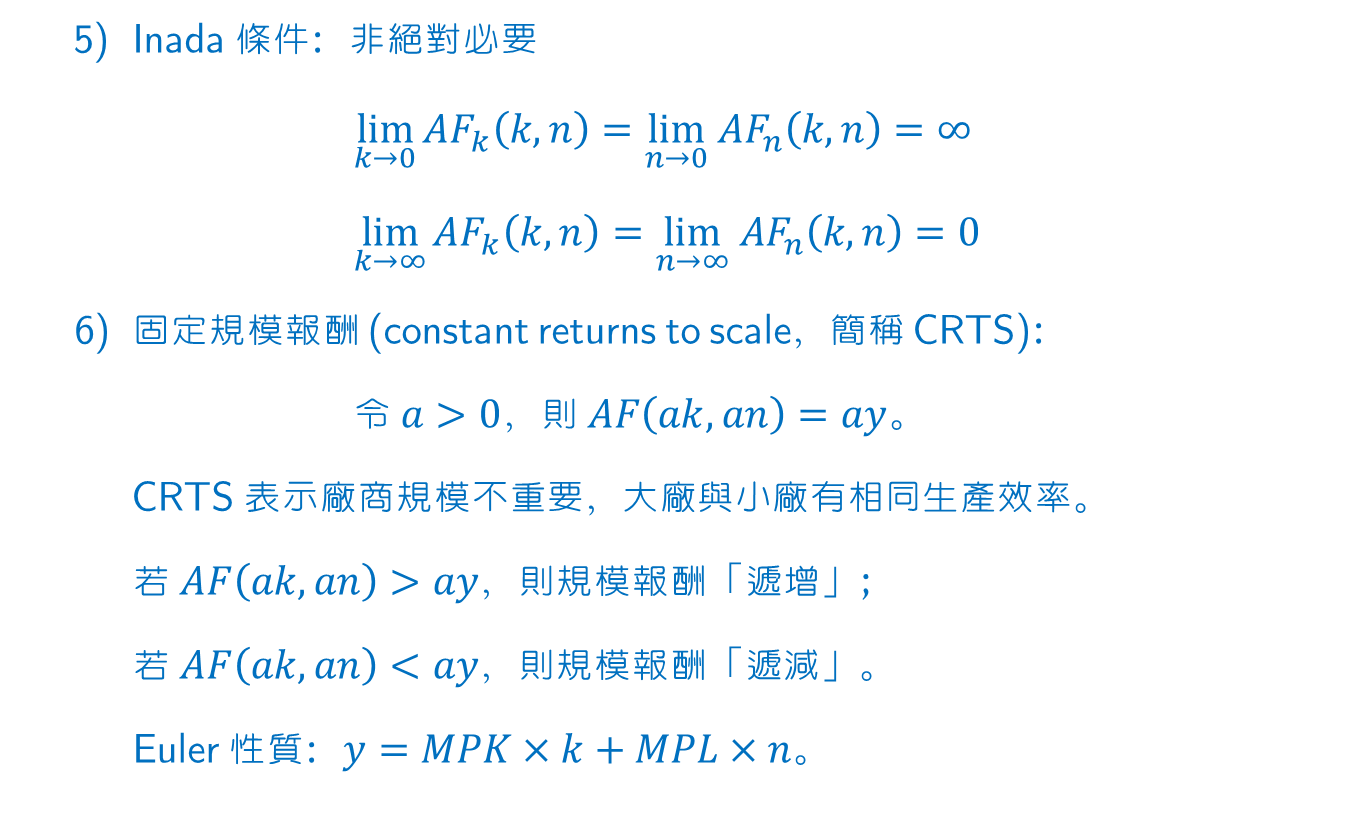 5) Inada 條件：非絕對必要
lim_{k→0} AF_k(k, n) = lim_{n→0} AF_n(k, n) = ∞
lim_{k→∞} AF_k(k, n) = lim_{n→∞} AF_n(k, n) = 0
6) 固定規模報酬 (constant returns to scale，簡稱 CRTS)：
令 a > 0，則 AF(ak, an) = ay。
CRTS 表示廠商規模不重要，大廠與小廠有相同生產效率。
若 AF(ak, an) > ay，則規模報酬「遞增」；
若 AF(ak, an) < ay，則規模報酬「遞減」。
Euler 性質：y = MPK × k + MPL × n。